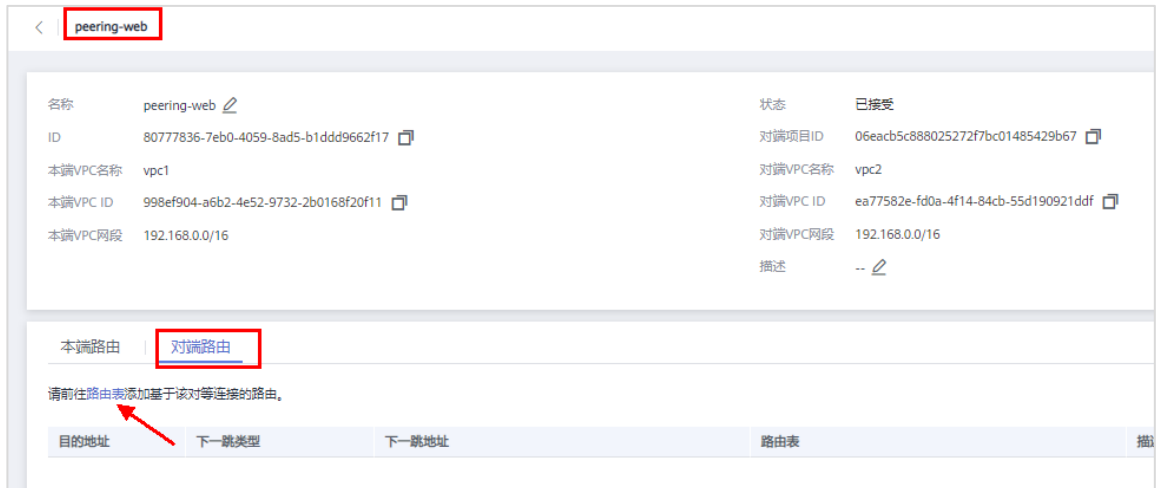 peering-web
名称 peering-web 状态 已接受
ID 80777836-7eb0-4059-8ad5-b1ddd9662f17 对端项目ID 06eacb5c888025272f7bc01485429b67
本端VPC名称 vpc1 对端VPC名称 vpc2
本端VPC ID 998ef904-a6b2-4e52-9732-2b0168f20f11 对端VPC ID ea77582e-fd0a-4f14-84cb-55d190921ddf
本端VPC网段 192.168.0.0/16 对端VPC网段 192.168.0.0/16
描述 --
本端路由 对端路由
请前往路由表添加基于该对等连接的路由。
目的地址 下一跳类型 下一跳地址 路由表